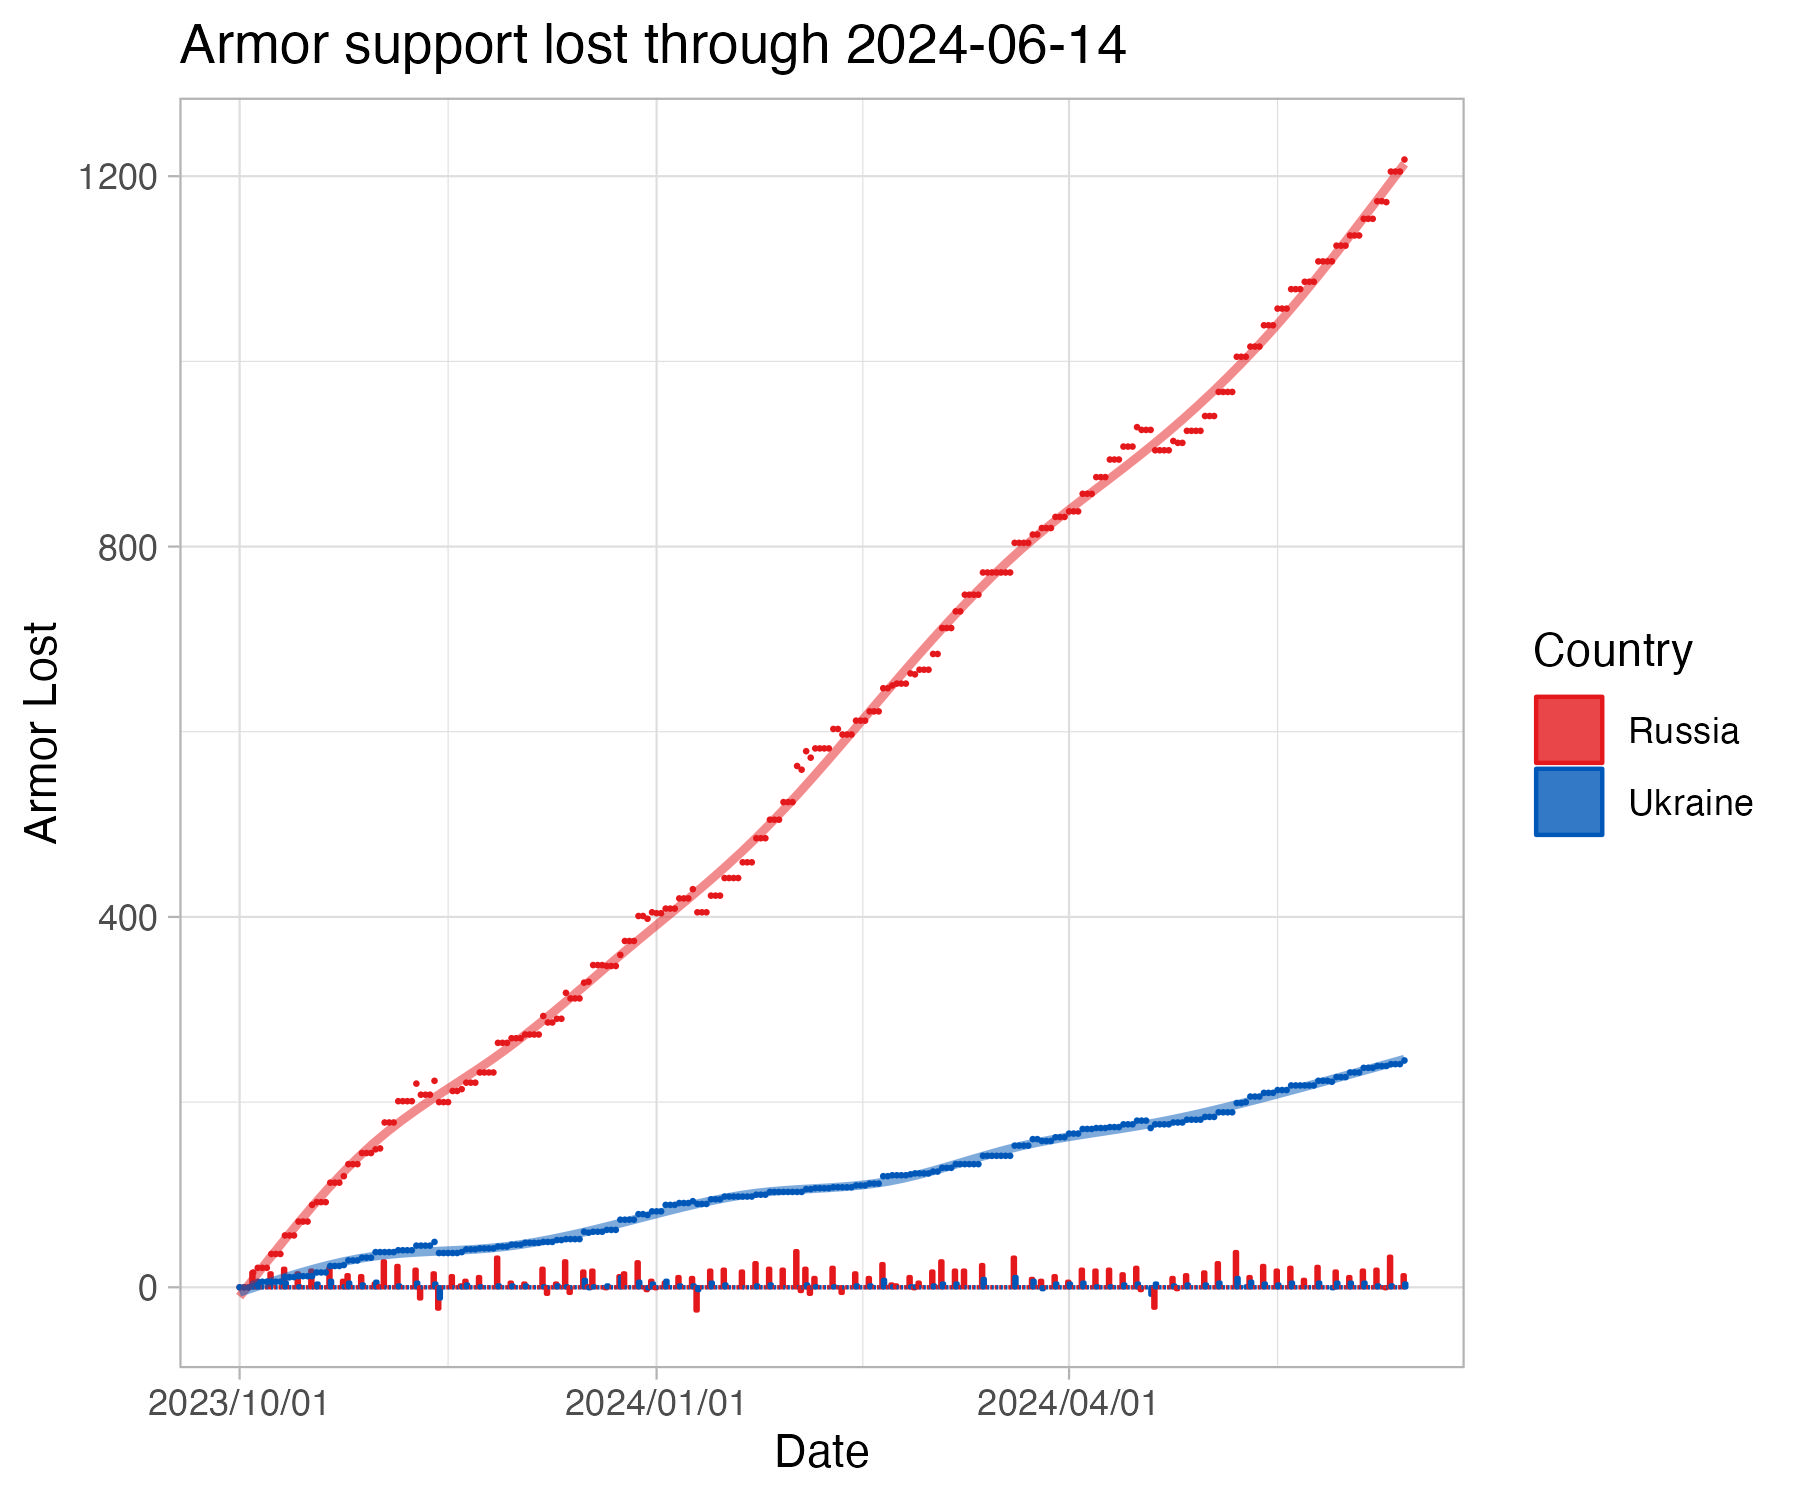 Armor support lost through 2024-06-14
Armor Lost
1200
800
400
0
2023/10/01
2024/01/01
2024/04/01
Date
Country
Russia
Ukraine